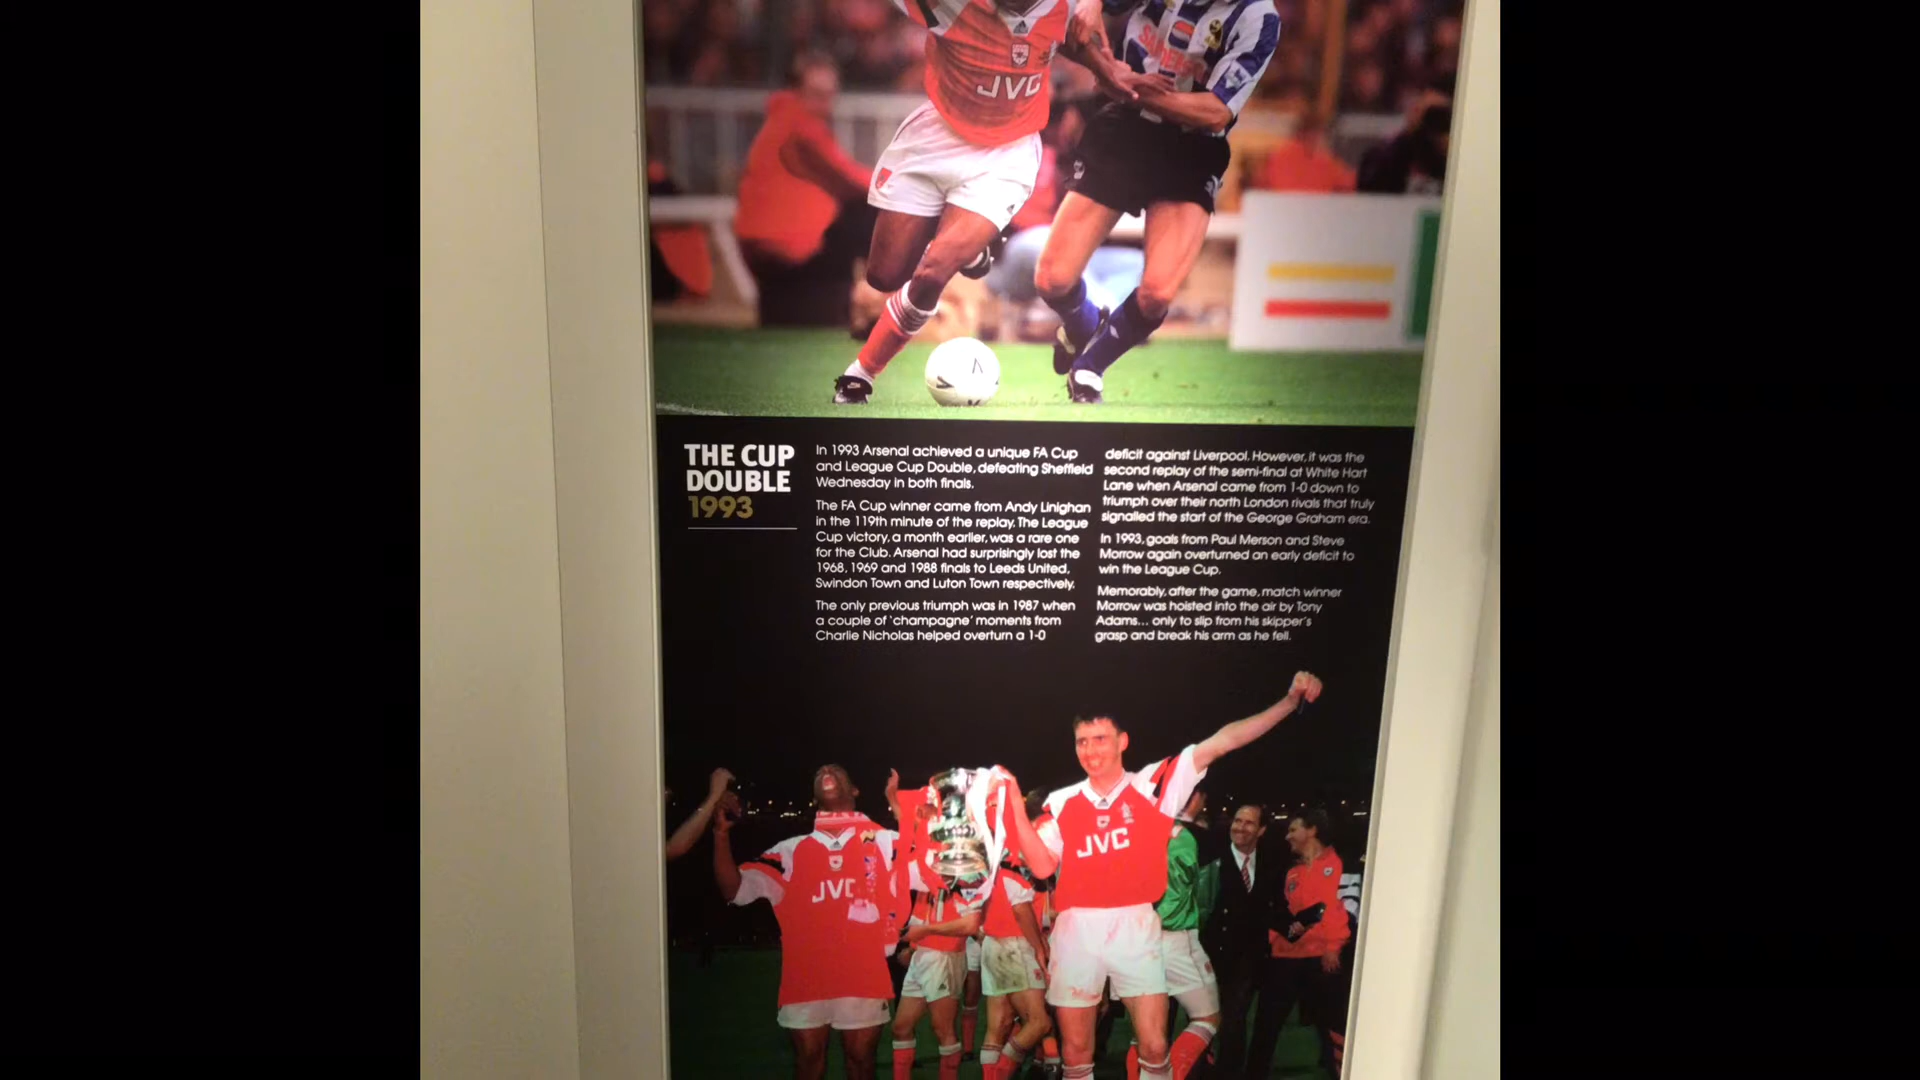 JVC
SANDERSON
THE CUP
DOUBLE
1993
In 1993 Arsenal achieved a unique FA Cup
and League Cup Double, defeating Sheffield
Wednesday in both finals.
The FA Cup winner came from Andy Linighan
in the 119th minute of the replay. The League
Cup victory, a month earlier, was a rare one
for the Club. Arsenal had surprisingly lost the
1968, 1969 and 1988 finals to Leeds United,
Swindon Town and Luton Town respectively.
The only previous triumph was in 1987 when
a couple of 'champagne' moments from
Charlie Nicholas helped overturn a 1-0
deficit against Liverpool. However, it was the
second replay of the semi-final at White Hart
Lane when Arsenal came from 1-0 down to
triumph over their north London rivals that truly
signalled the start of the George Graham era.
In 1993, goals from Paul Merson and Steve
Morrow again overturned an early deficit to
win the League Cup.
Memorably, after the game, match winner
Morrow was hoisted into the air by Tony
Adams... only to slip from his skipper's
grasp and break his arm as he fell.
JVC
JVC